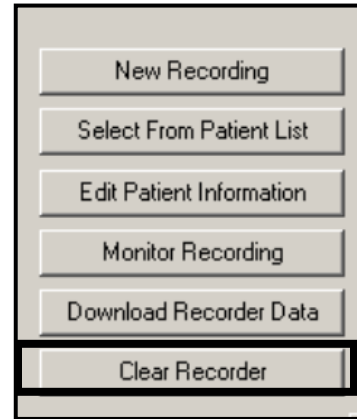 New Recording
Select From Patient List
Edit Patient Information
Monitor Recording
Download Recorder Data
Clear Recorder